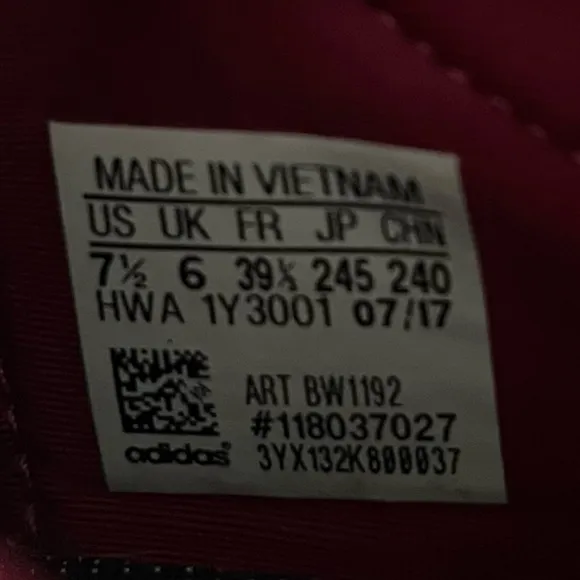 MADE IN VIETNAM
US UK FR JP CHN
7½ 6 39⅓ 245 240
HWA 1Y3001 07/17
ART BW1192
#118037027
adidas 3YX132K800037